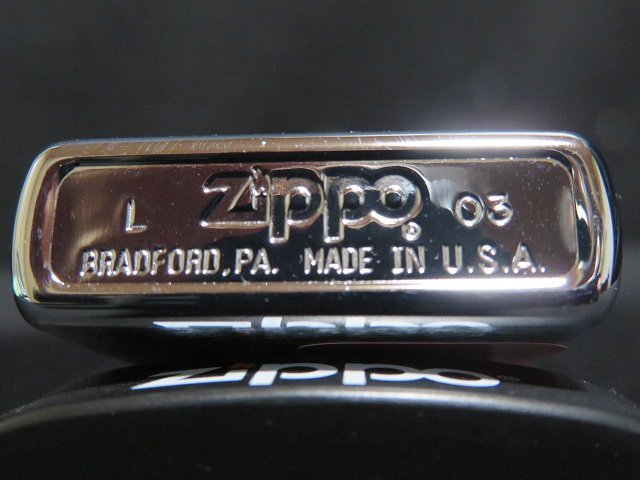 L Zippo® 03
BRADFORD, PA. MADE IN U.S.A.
zippo